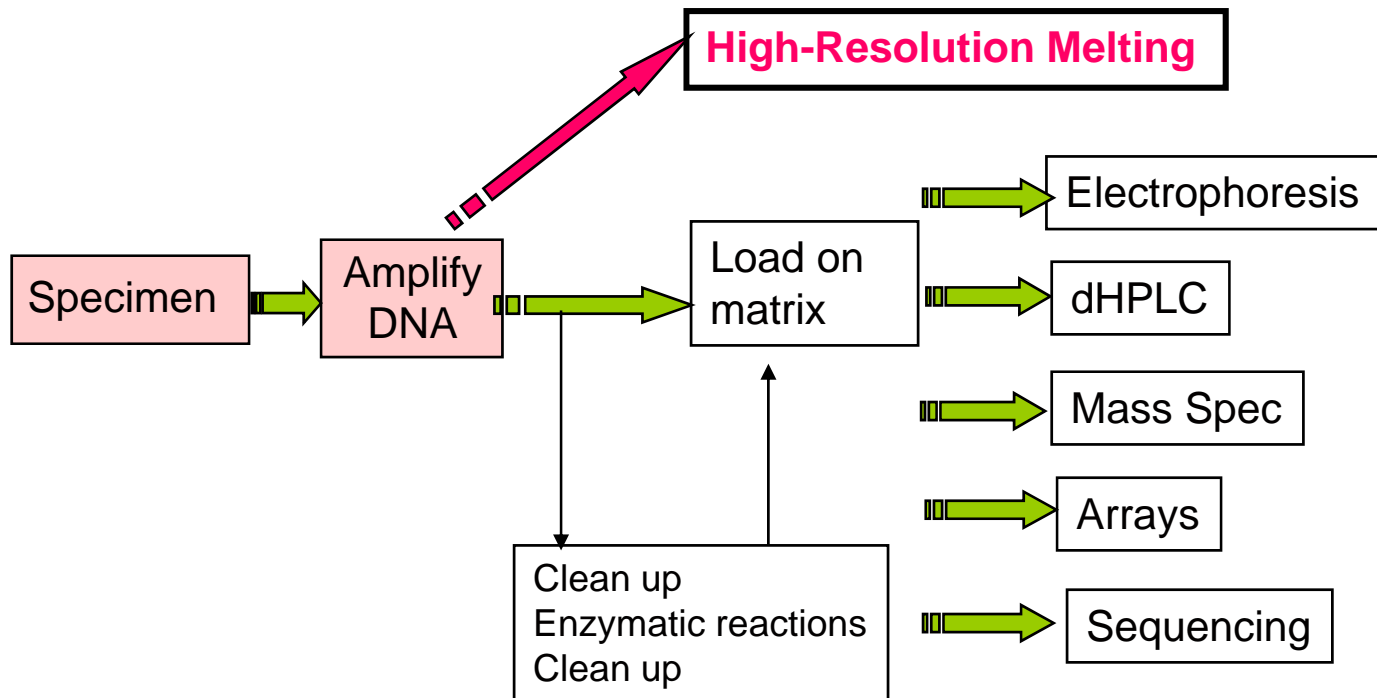 High-Resolution Melting
Electrophoresis
Specimen
Amplify
DNA
Load on
matrix
dHPLC
Mass Spec
Arrays
Clean up
Enzymatic reactions
Clean up
Sequencing